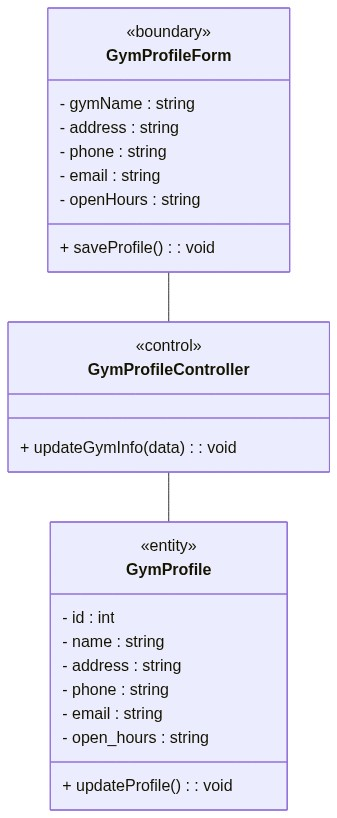 «boundary»
GymProfileForm
- gymName : string
- address : string
- phone : string
- email : string
- openHours : string
+ saveProfile() : : void
«control»
GymProfileController
+ updateGymInfo(data) : : void
«entity»
GymProfile
- id : int
- name : string
- address : string
- phone : string
- email : string
- open_hours : string
+ updateProfile() : : void